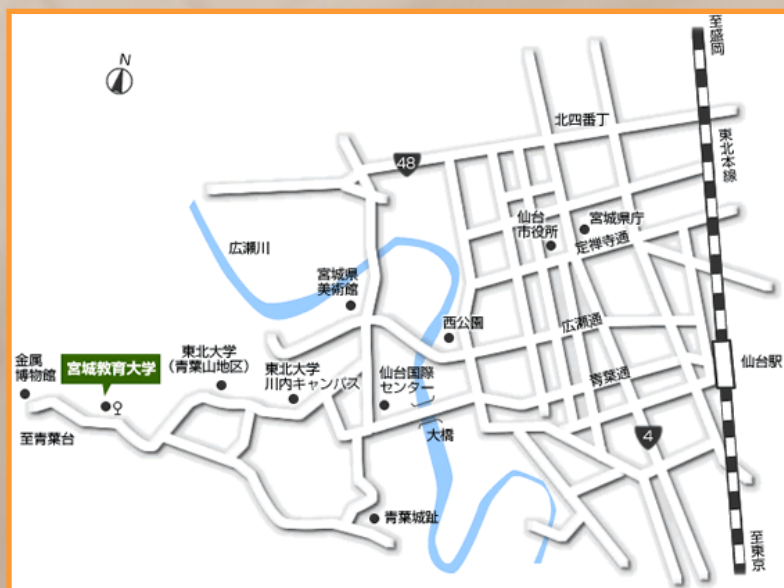 N
至盛岡
北四番丁
48
東北本線
広瀬川
仙台
市役所
宮城県庁
定禅寺通
宮城県
美術館
西公園
広瀬通
仙台駅
青葉通
金属
博物館
宮城教育大学
東北大学
(青葉山地区)
東北大学
川内キャンパス
仙台国際
センター
至青葉台
大橋
4
青葉城趾
至東京